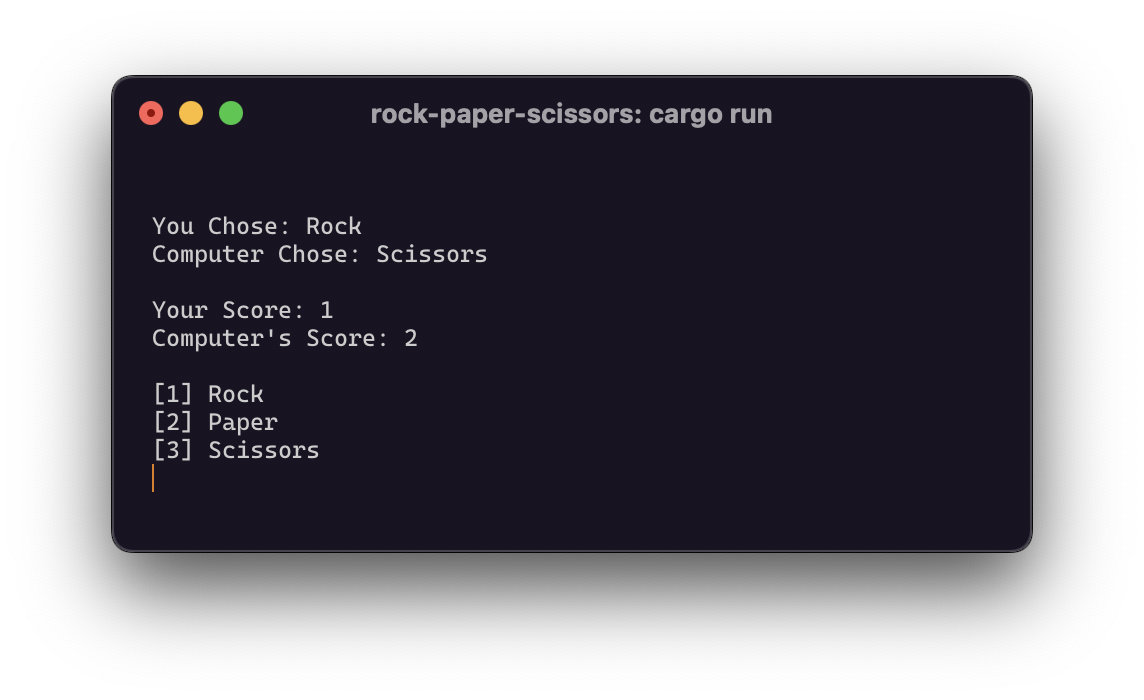 rock-paper-scissors: cargo run
You Chose: Rock
Computer Chose: Scissors
Your Score: 1
Computer's Score: 2
[1] Rock
[2] Paper
[3] Scissors